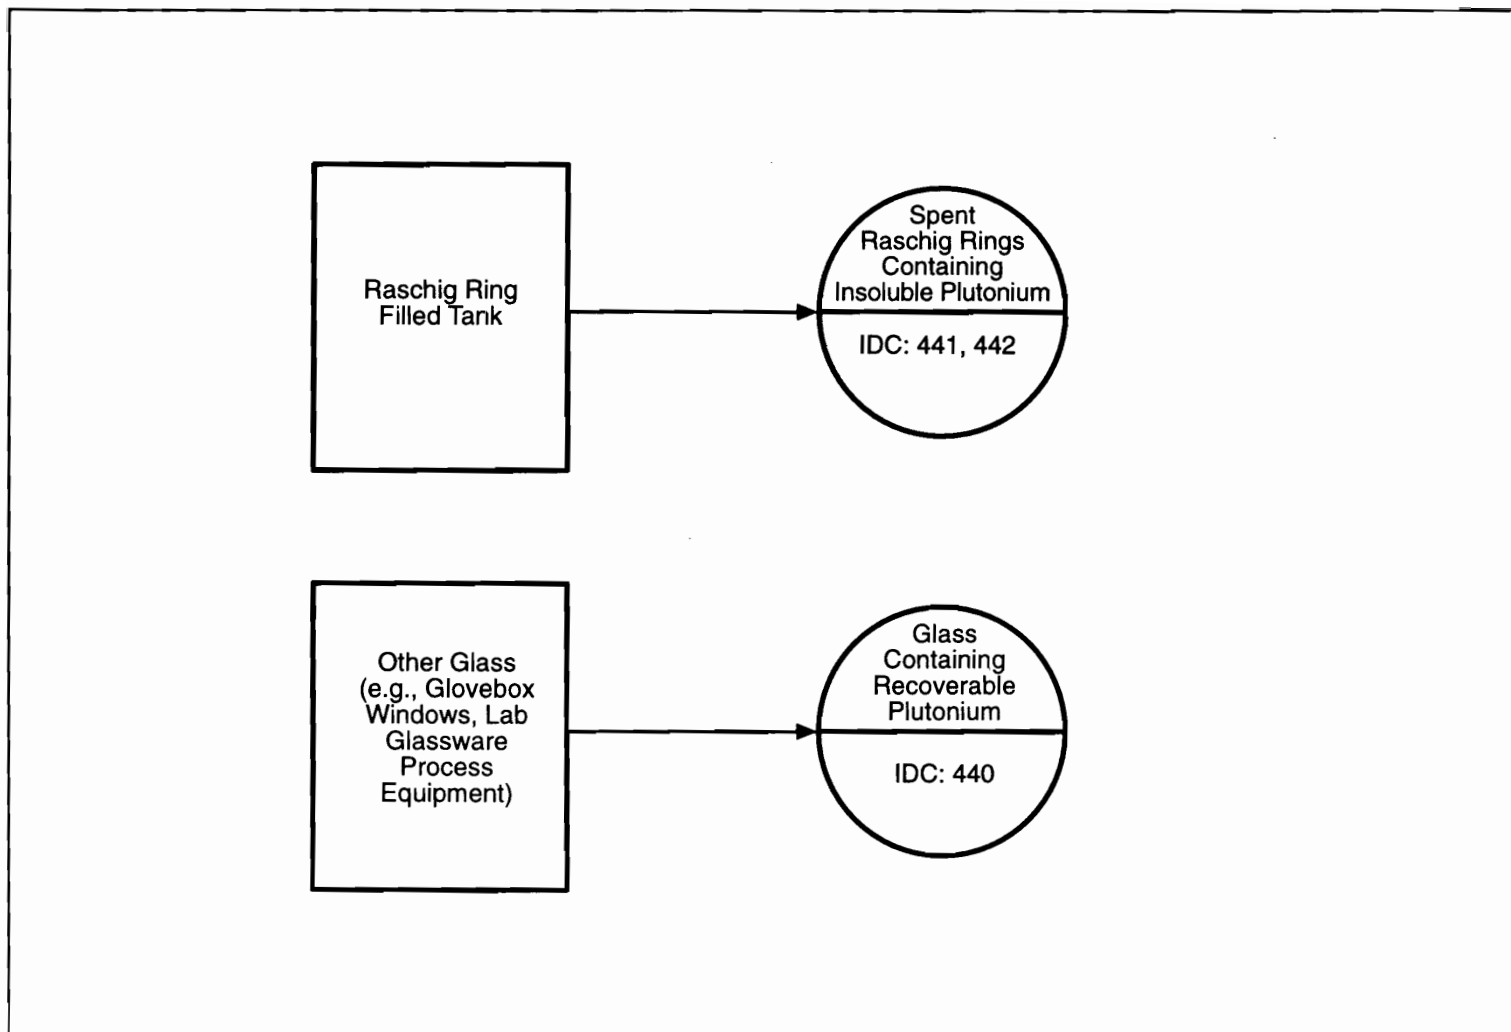 Raschig Ring
Filled Tank
Spent
Raschig Rings
Containing
Insoluble Plutonium
IDC: 441, 442
Other Glass
(e.g., Glovebox
Windows, Lab
Glassware
Process
Equipment)
Glass
Containing
Recoverable
Plutonium
IDC: 440